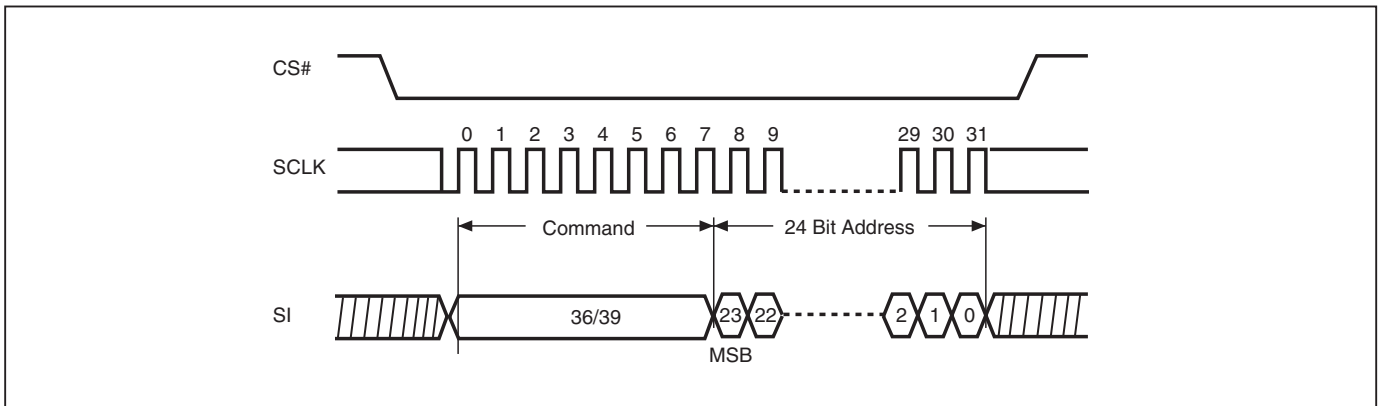 CS#
0 1 2 3 4 5 6 7 8 9 29 30 31
SCLK
Command 24 Bit Address
SI 36/39 23 22 2 1 0
MSB